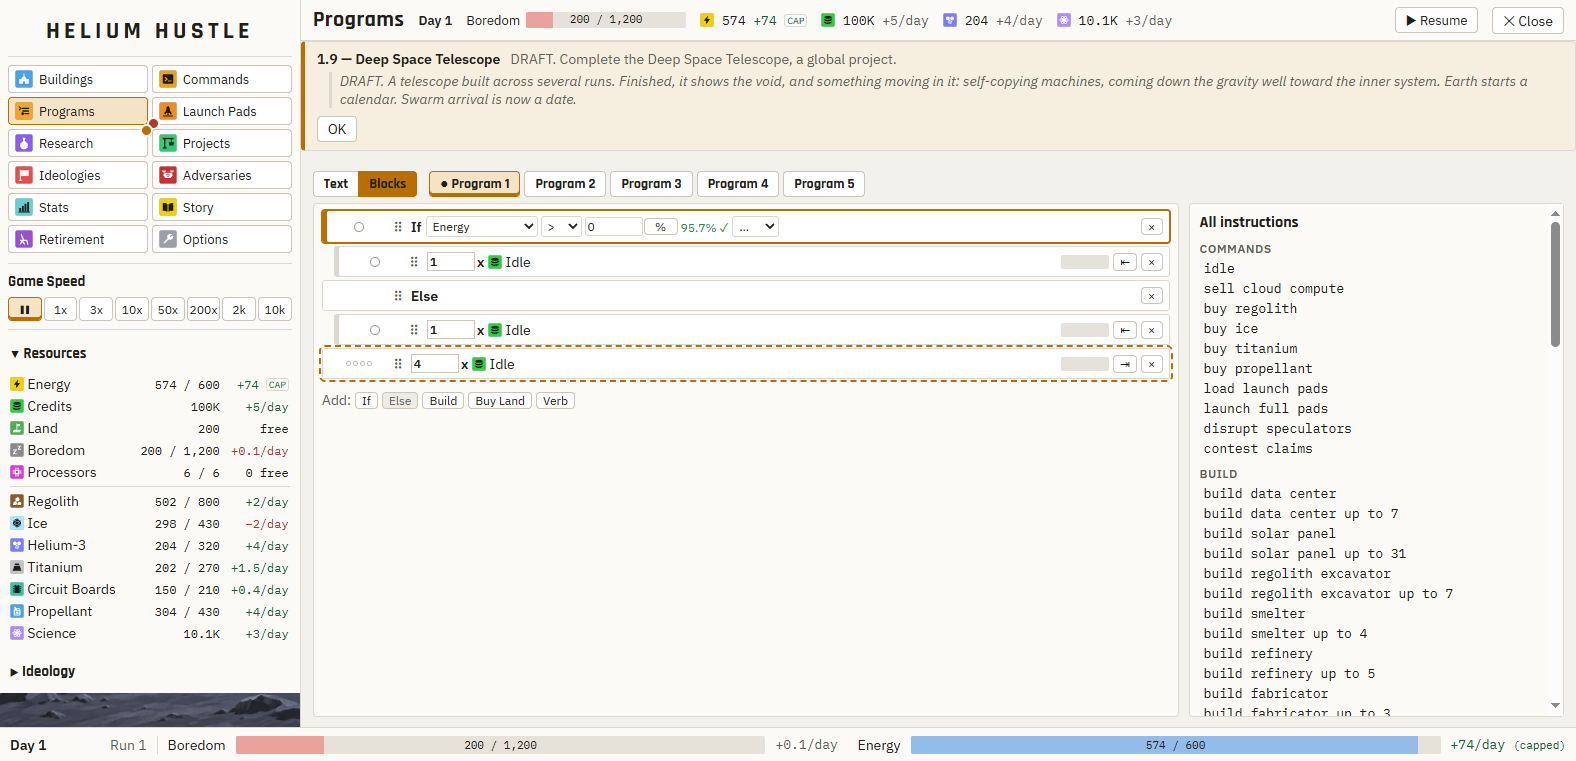 HELIUM HUSTLE
Buildings
Commands
Programs
Launch Pads
Research
Projects
Ideologies
Adversaries
Stats
Story
Retirement
Options
Game Speed
1x 3x 10x 50x 200x 2k 10k
▼ Resources
Energy 574 / 600 +74 CAP
Credits 100K +5/day
Land 200 free
Boredom 200 / 1,200 +0.1/day
Processors 6 / 6 0 free
Regolith 502 / 800 +2/day
Ice 298 / 430 −2/day
Helium-3 204 / 320 +4/day
Titanium 202 / 270 +1.5/day
Circuit Boards 150 / 210 +0.4/day
Propellant 304 / 430 +4/day
Science 10.1K +3/day
▶ Ideology
Programs Day 1 Boredom 200 / 1,200 574 +74 CAP 100K +5/day 204 +4/day 10.1K +3/day
▶ Resume
✕ Close
1.9 — Deep Space Telescope DRAFT. Complete the Deep Space Telescope, a global project.
DRAFT. A telescope built across several runs. Finished, it shows the void, and something moving in it: self-copying machines, coming down the gravity well toward the inner system. Earth starts a
calendar. Swarm arrival is now a date.
OK
Text Blocks ● Program 1 Program 2 Program 3 Program 4 Program 5
If Energy > 0 % 95.7% ✓ ... ×
1 x Idle ⇤ ×
Else ×
1 x Idle ⇤ ×
4 x Idle ⇥ ×
Add: If Else Build Buy Land Verb
All instructions
COMMANDS
idle
sell cloud compute
buy regolith
buy ice
buy titanium
buy propellant
load launch pads
launch full pads
disrupt speculators
contest claims
BUILD
build data center
build data center up to 7
build solar panel
build solar panel up to 31
build regolith excavator
build regolith excavator up to 7
build smelter
build smelter up to 4
build refinery
build refinery up to 5
build fabricator
build fabricator up to 3
Day 1 Run 1 Boredom 200 / 1,200 +0.1/day Energy 574 / 600 +74/day (capped)